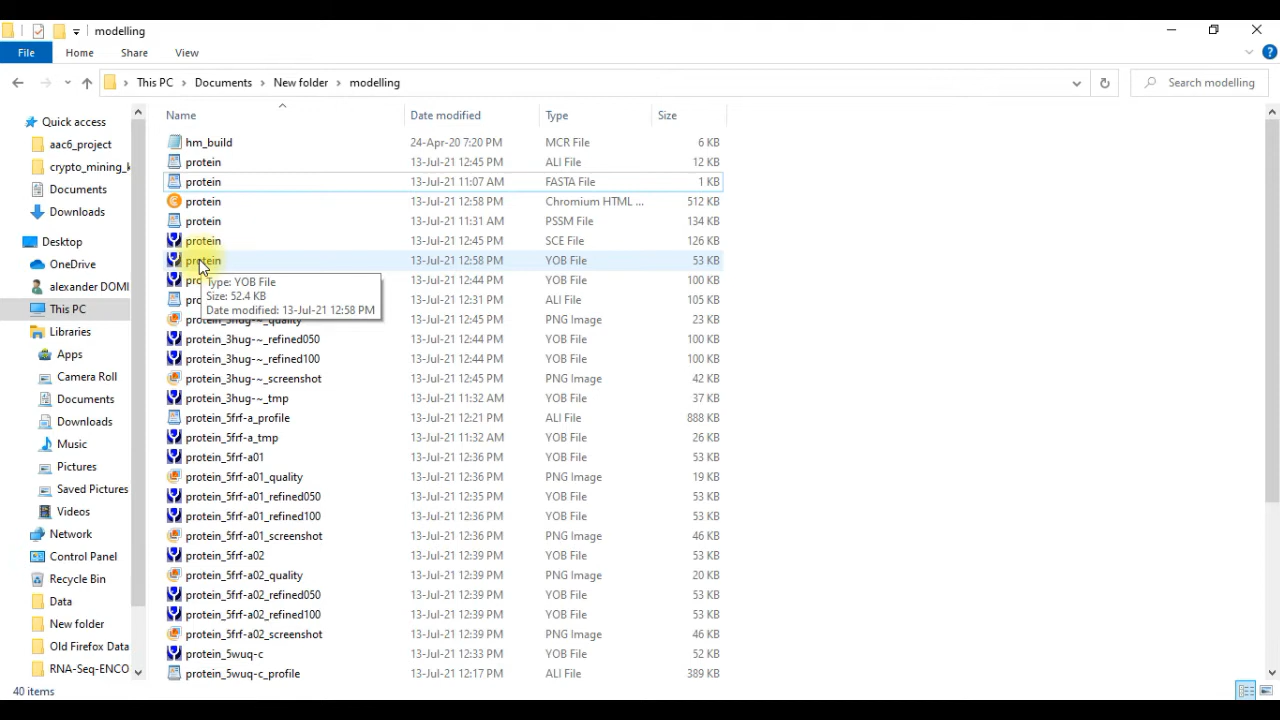 modelling
File Home Share View
This PC Documents New folder modelling
Search modelling
Name Date modified Type Size
Quick access
aac6_project
crypto_mining_k
Documents
Downloads
Desktop
OneDrive
alexander DOMI
This PC
Libraries
Apps
Camera Roll
Documents
Downloads
Music
Pictures
Saved Pictures
Videos
Network
Control Panel
Recycle Bin
Data
New folder
Old Firefox Data
RNA-Seq-ENCO
hm_build 24-Apr-20 7:20 PM MCR File 6 KB
protein 13-Jul-21 12:45 PM ALI File 12 KB
protein 13-Jul-21 11:07 AM FASTA File 1 KB
protein 13-Jul-21 12:58 PM Chromium HTML ... 512 KB
protein 13-Jul-21 11:31 AM PSSM File 134 KB
protein 13-Jul-21 12:45 PM SCE File 126 KB
protein 13-Jul-21 12:58 PM YOB File 53 KB
13-Jul-21 12:44 PM YOB File 100 KB
13-Jul-21 12:31 PM ALI File 105 KB
Type: YOB File
Size: 52.4 KB
Date modified: 13-Jul-21 12:58 PM
protein_3hug-~_quality 13-Jul-21 12:45 PM PNG Image 23 KB
protein_3hug-~_refined050 13-Jul-21 12:44 PM YOB File 100 KB
protein_3hug-~_refined100 13-Jul-21 12:44 PM YOB File 100 KB
protein_3hug-~_screenshot 13-Jul-21 12:45 PM PNG Image 42 KB
protein_3hug-~_tmp 13-Jul-21 11:32 AM YOB File 37 KB
protein_5frf-a_profile 13-Jul-21 12:21 PM ALI File 888 KB
protein_5frf-a_tmp 13-Jul-21 11:32 AM YOB File 26 KB
protein_5frf-a01 13-Jul-21 12:36 PM YOB File 53 KB
protein_5frf-a01_quality 13-Jul-21 12:36 PM PNG Image 19 KB
protein_5frf-a01_refined050 13-Jul-21 12:35 PM YOB File 53 KB
protein_5frf-a01_refined100 13-Jul-21 12:36 PM YOB File 53 KB
protein_5frf-a01_screenshot 13-Jul-21 12:36 PM PNG Image 46 KB
protein_5frf-a02 13-Jul-21 12:39 PM YOB File 53 KB
protein_5frf-a02_quality 13-Jul-21 12:39 PM PNG Image 20 KB
protein_5frf-a02_refined050 13-Jul-21 12:39 PM YOB File 53 KB
protein_5frf-a02_refined100 13-Jul-21 12:39 PM YOB File 53 KB
protein_5frf-a02_screenshot 13-Jul-21 12:39 PM PNG Image 46 KB
protein_5wuq-c 13-Jul-21 12:33 PM YOB File 52 KB
protein_5wuq-c_profile 13-Jul-21 12:17 PM ALI File 389 KB
40 items